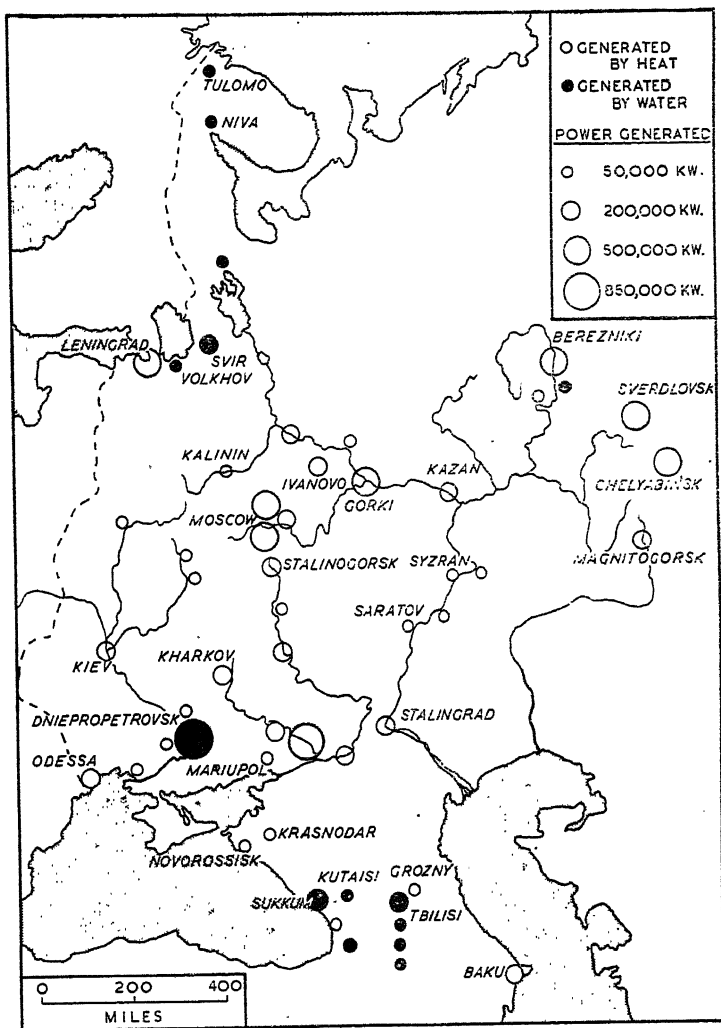 GENERATED
BY HEAT
GENERATED
BY WATER
POWER GENERATED
50,000 KW.
200,000 KW.
500,000 KW.
850,000 KW.
TULOMO
NIVA
LENINGRAD
SVIR
VOLKHOV
BEREZNIKI
SVERDLOVSK
KALININ
IVANOVO
KAZAN
CHELYABINSK
GORKI
MOSCOW
STALINOGORSK
SYZRAN
MAGNITOGORSK
SARATOV
KIEV
KHARKOV
DNIEPROPETROVSK
STALINGRAD
ODESSA
MARIUPOL
KRASNODAR
NOVOROSSISK
KUTAISI
GROZNY
SUKKUM
TBILISI
BAKU
0 200 400
MILES